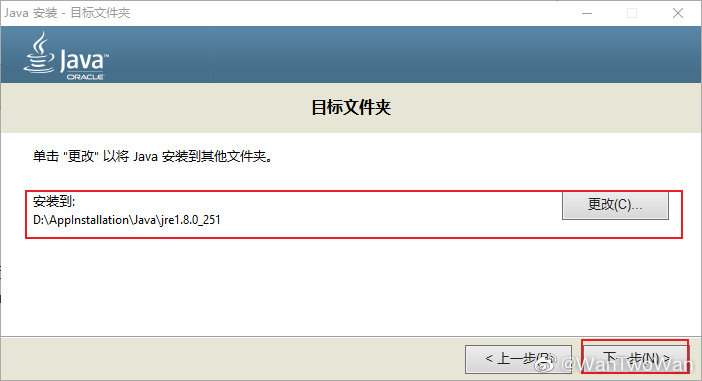 Java 安装 - 目标文件夹
Java™
ORACLE
目标文件夹
单击 "更改" 以将 Java 安装到其他文件夹。
安装到:
更改(C)...
D:\AppInstallation\Java\jre1.8.0_251
< 上一步(B)
下一步(N) >
@WanTwoWan